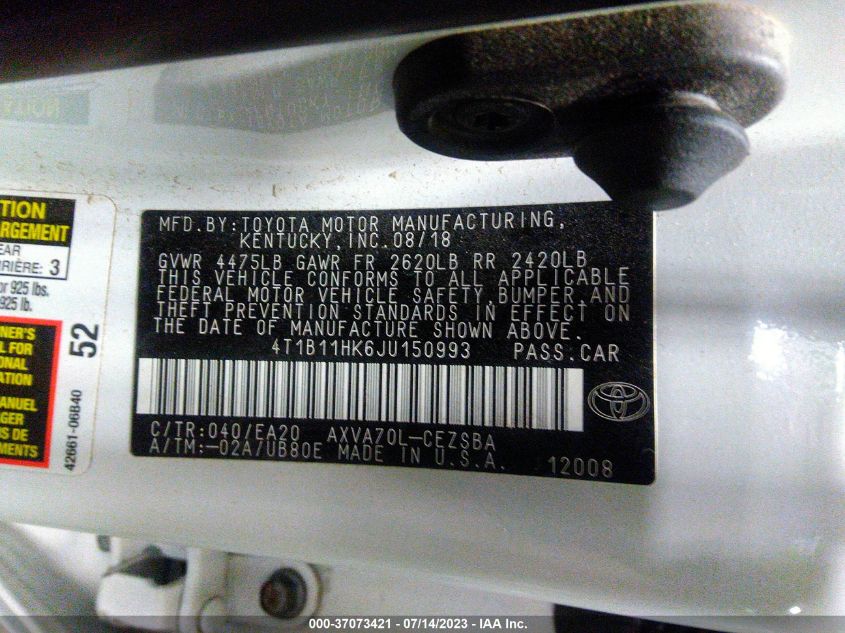 TION
RGEMENT
EAR
RRIÈRE: 3
or 925 lbs.
925 lb.
NER'S
L FOR
ONAL
ATION
ANUEL
GER
S DE
MENTS
52
42661-06B40
MFD.BY:TOYOTA MOTOR MANUFACTURING,
KENTUCKY,INC.08/18
GVWR 4475LB GAWR FR 2620LB RR 2420LB
THIS VEHICLE CONFORMS TO ALL APPLICABLE
FEDERAL MOTOR VEHICLE SAFETY,BUMPER,AND
THEFT PREVENTION STANDARDS IN EFFECT ON
THE DATE OF MANUFACTURE SHOWN ABOVE.
4T1B11HK6JU150993 PASS.CAR
C/TR:040/EA20 AXVA70L-CEZSBA
A/TM:-02A/UB80E MADE IN U.S.A. 12008
000-37073421 - 07/14/2023 - IAA Inc.